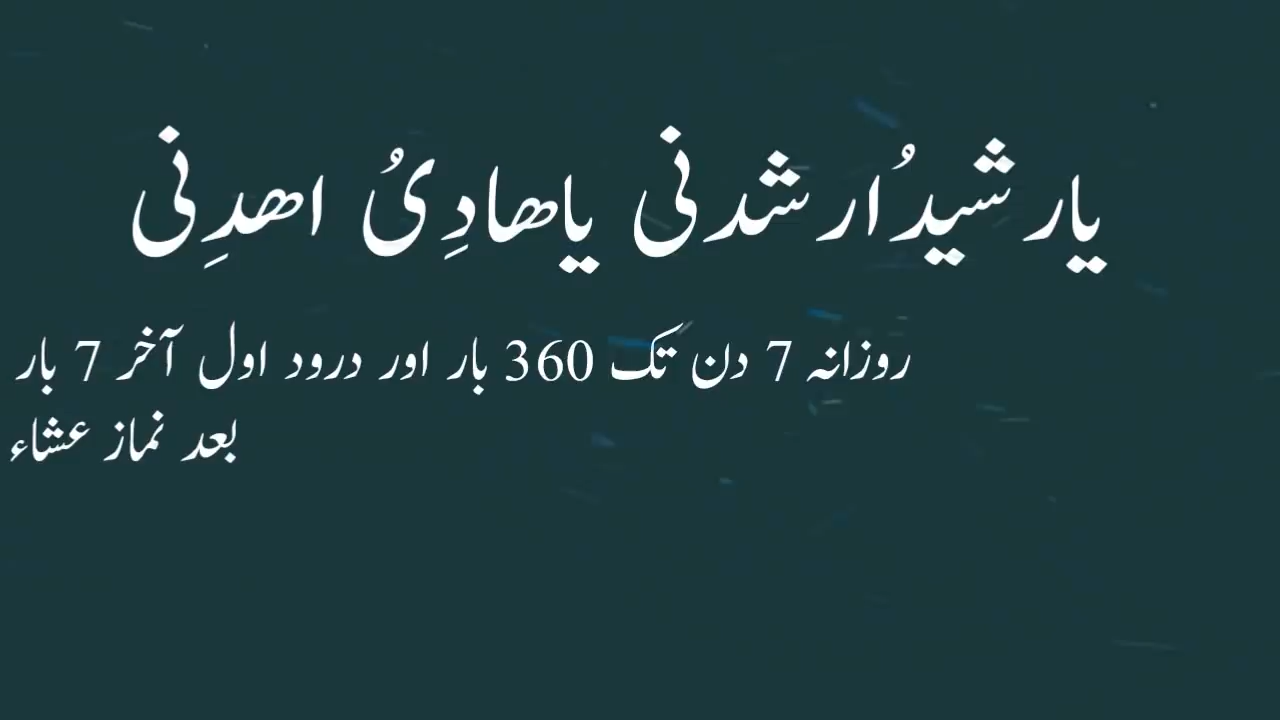 یارشیدُارشدنی یاھادِیُ اھدِنی
روزانہ 7 دن تک 360 بار اور درود اول آخر 7 بار
بعد نماز عشاء